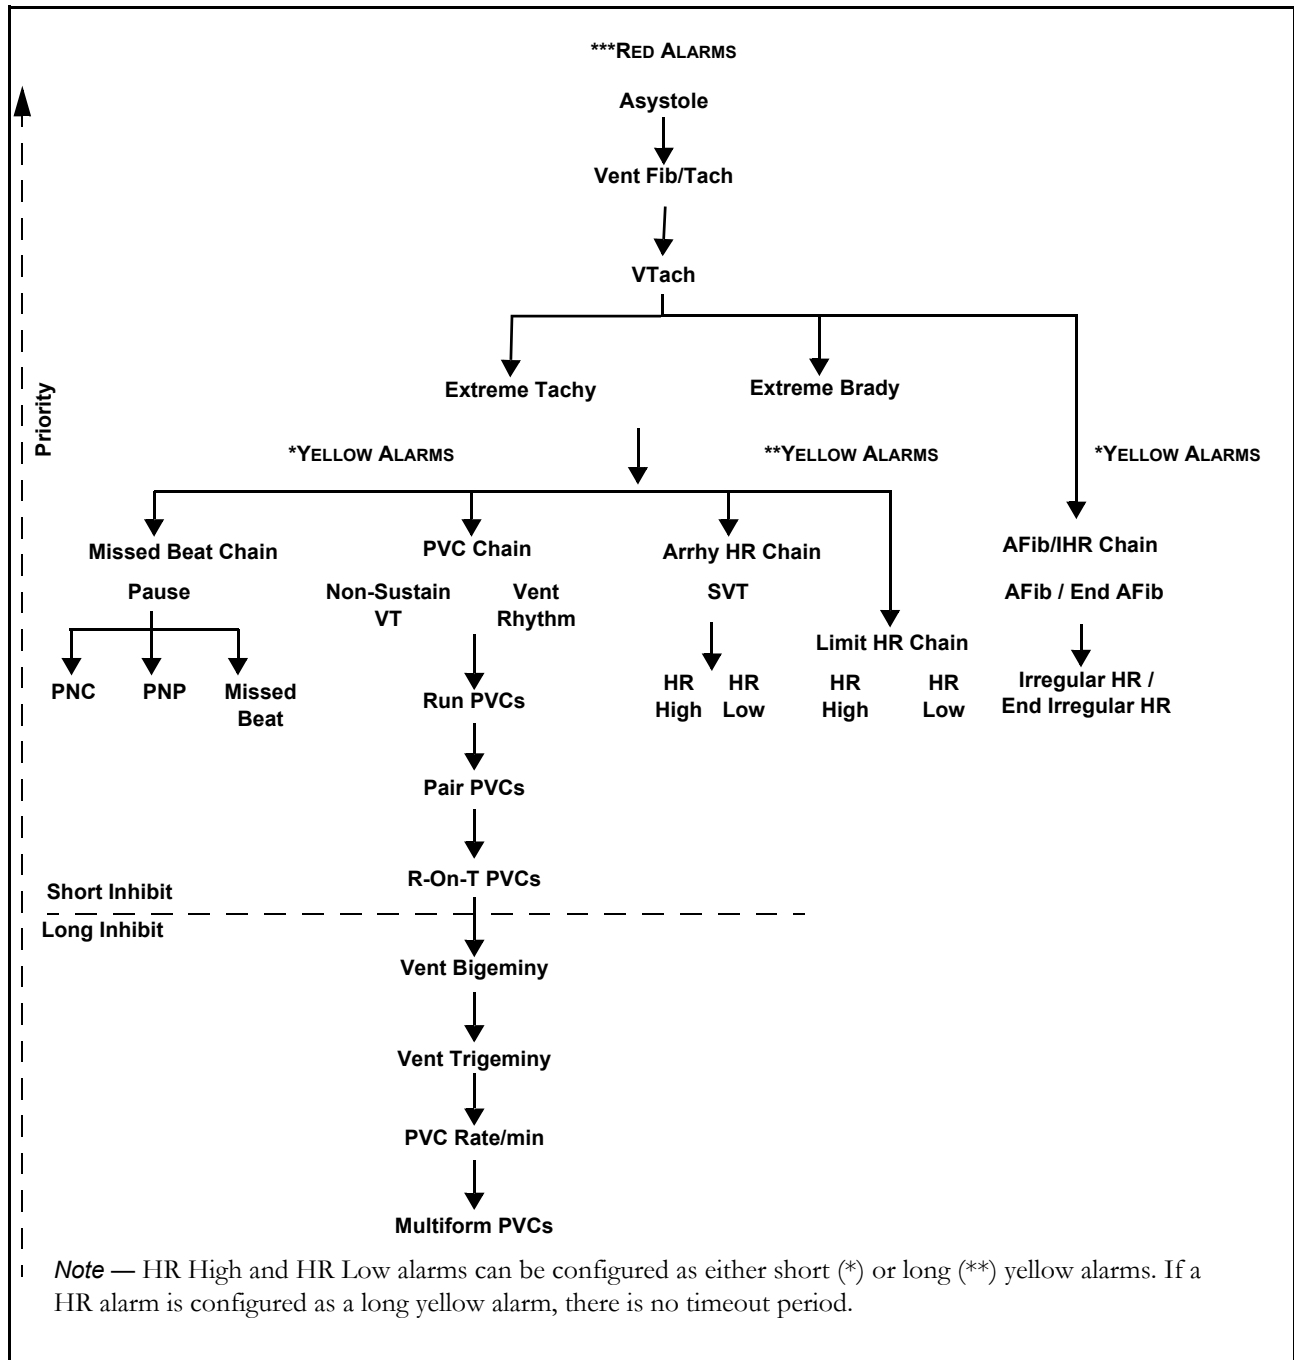 ***RED ALARMS
Asystole
Vent Fib/Tach
VTach
Extreme Tachy
Extreme Brady
Priority
*YELLOW ALARMS
**YELLOW ALARMS
*YELLOW ALARMS
Missed Beat Chain
PVC Chain
Arrhy HR Chain
AFib/IHR Chain
Pause
Non-Sustain
VT
Vent
Rhythm
SVT
AFib / End AFib
Limit HR Chain
PNC
PNP
Missed
Beat
Run PVCs
HR
High
HR
Low
HR
High
HR
Low
Irregular HR /
End Irregular HR
Pair PVCs
R-On-T PVCs
Short Inhibit
Long Inhibit
Vent Bigeminy
Vent Trigeminy
PVC Rate/min
Multiform PVCs
Note — HR High and HR Low alarms can be configured as either short (*) or long (**) yellow alarms. If a
HR alarm is configured as a long yellow alarm, there is no timeout period.